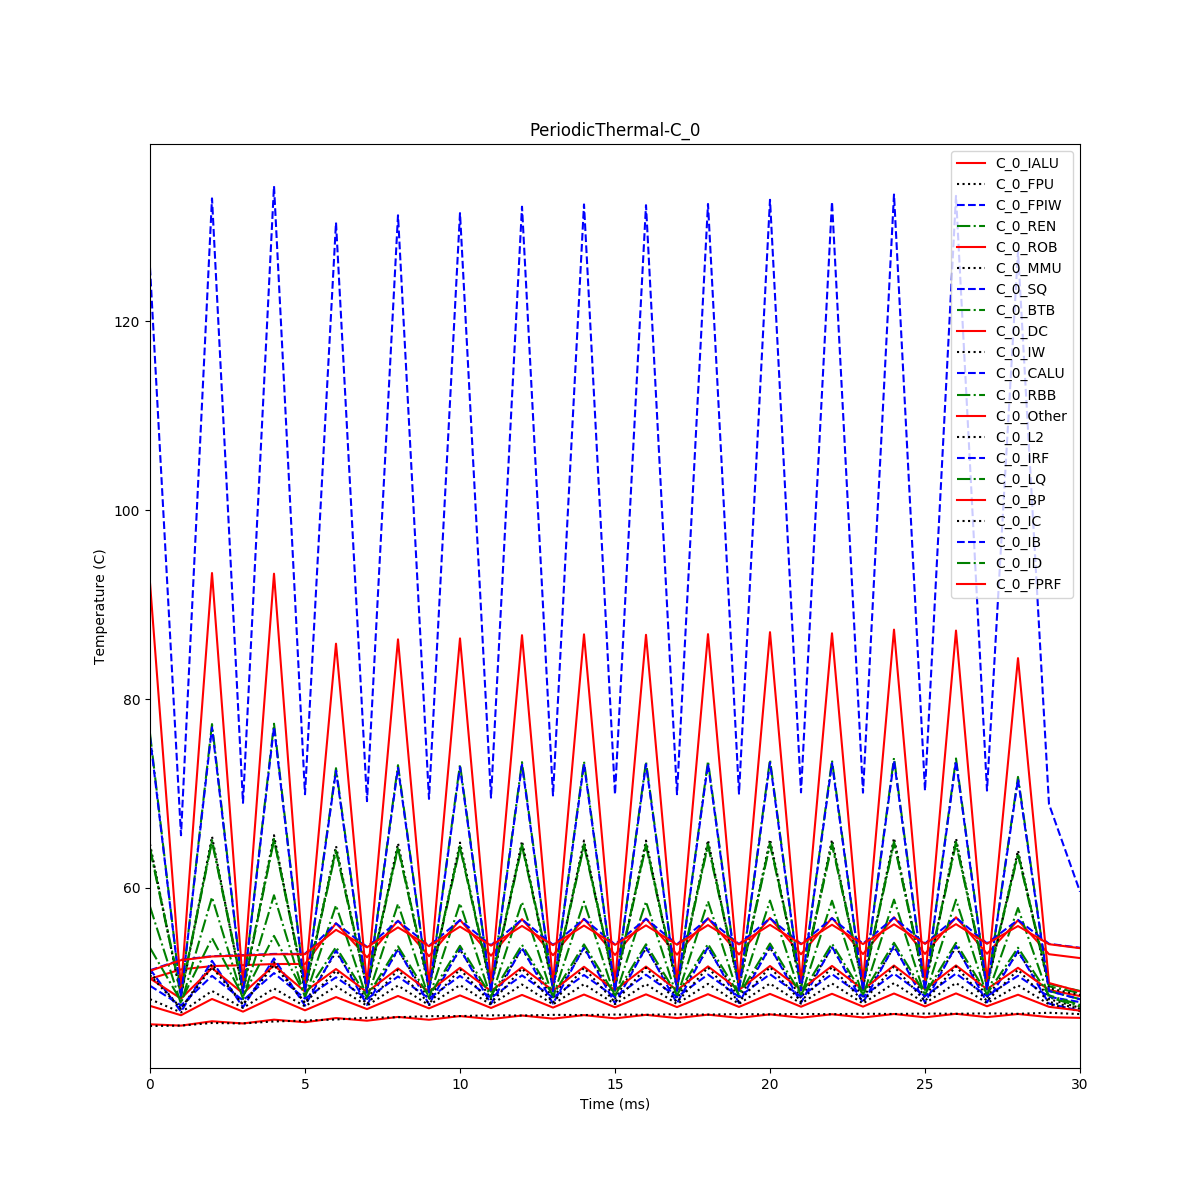 PeriodicThermal-C_0
C_0_IALU
C_0_FPU
C_0_FPIW
C_0_REN
C_0_ROB
C_0_MMU
C_0_SQ
C_0_BTB
C_0_DC
C_0_IW
C_0_CALU
C_0_RBB
C_0_Other
C_0_L2
C_0_IRF
C_0_LQ
C_0_BP
C_0_IC
C_0_IB
C_0_ID
C_0_FPRF
Temperature (C)
120
100
80
60
0 5 10 15 20 25 30
Time (ms)